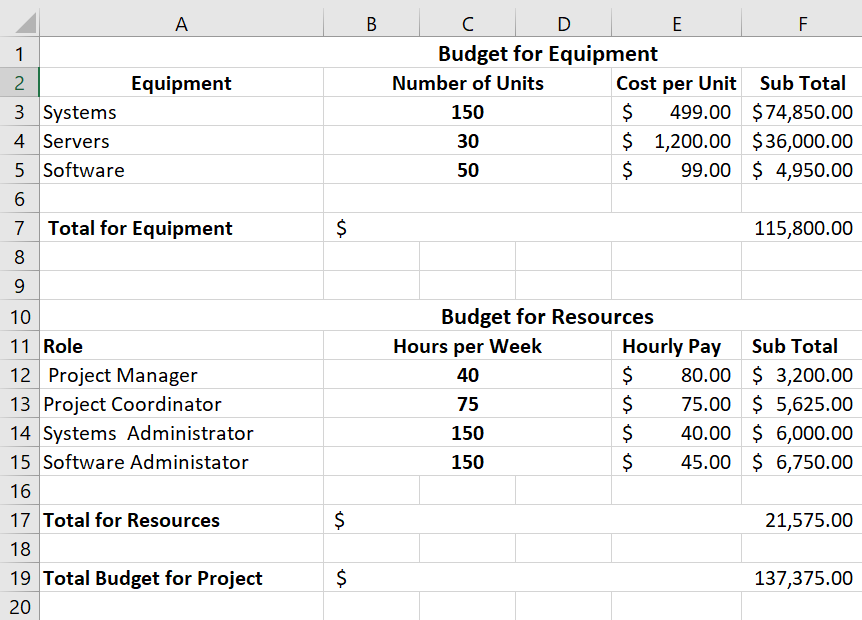 A B C D E F
1 Budget for Equipment
2 Equipment Number of Units Cost per Unit Sub Total
3 Systems 150 $ 499.00 $74,850.00
4 Servers 30 $ 1,200.00 $36,000.00
5 Software 50 $ 99.00 $ 4,950.00
6
7 Total for Equipment $ 115,800.00
8
9
10 Budget for Resources
11 Role Hours per Week Hourly Pay Sub Total
12 Project Manager 40 $ 80.00 $ 3,200.00
13 Project Coordinator 75 $ 75.00 $ 5,625.00
14 Systems Administrator 150 $ 40.00 $ 6,000.00
15 Software Administator 150 $ 45.00 $ 6,750.00
16
17 Total for Resources $ 21,575.00
18
19 Total Budget for Project $ 137,375.00
20